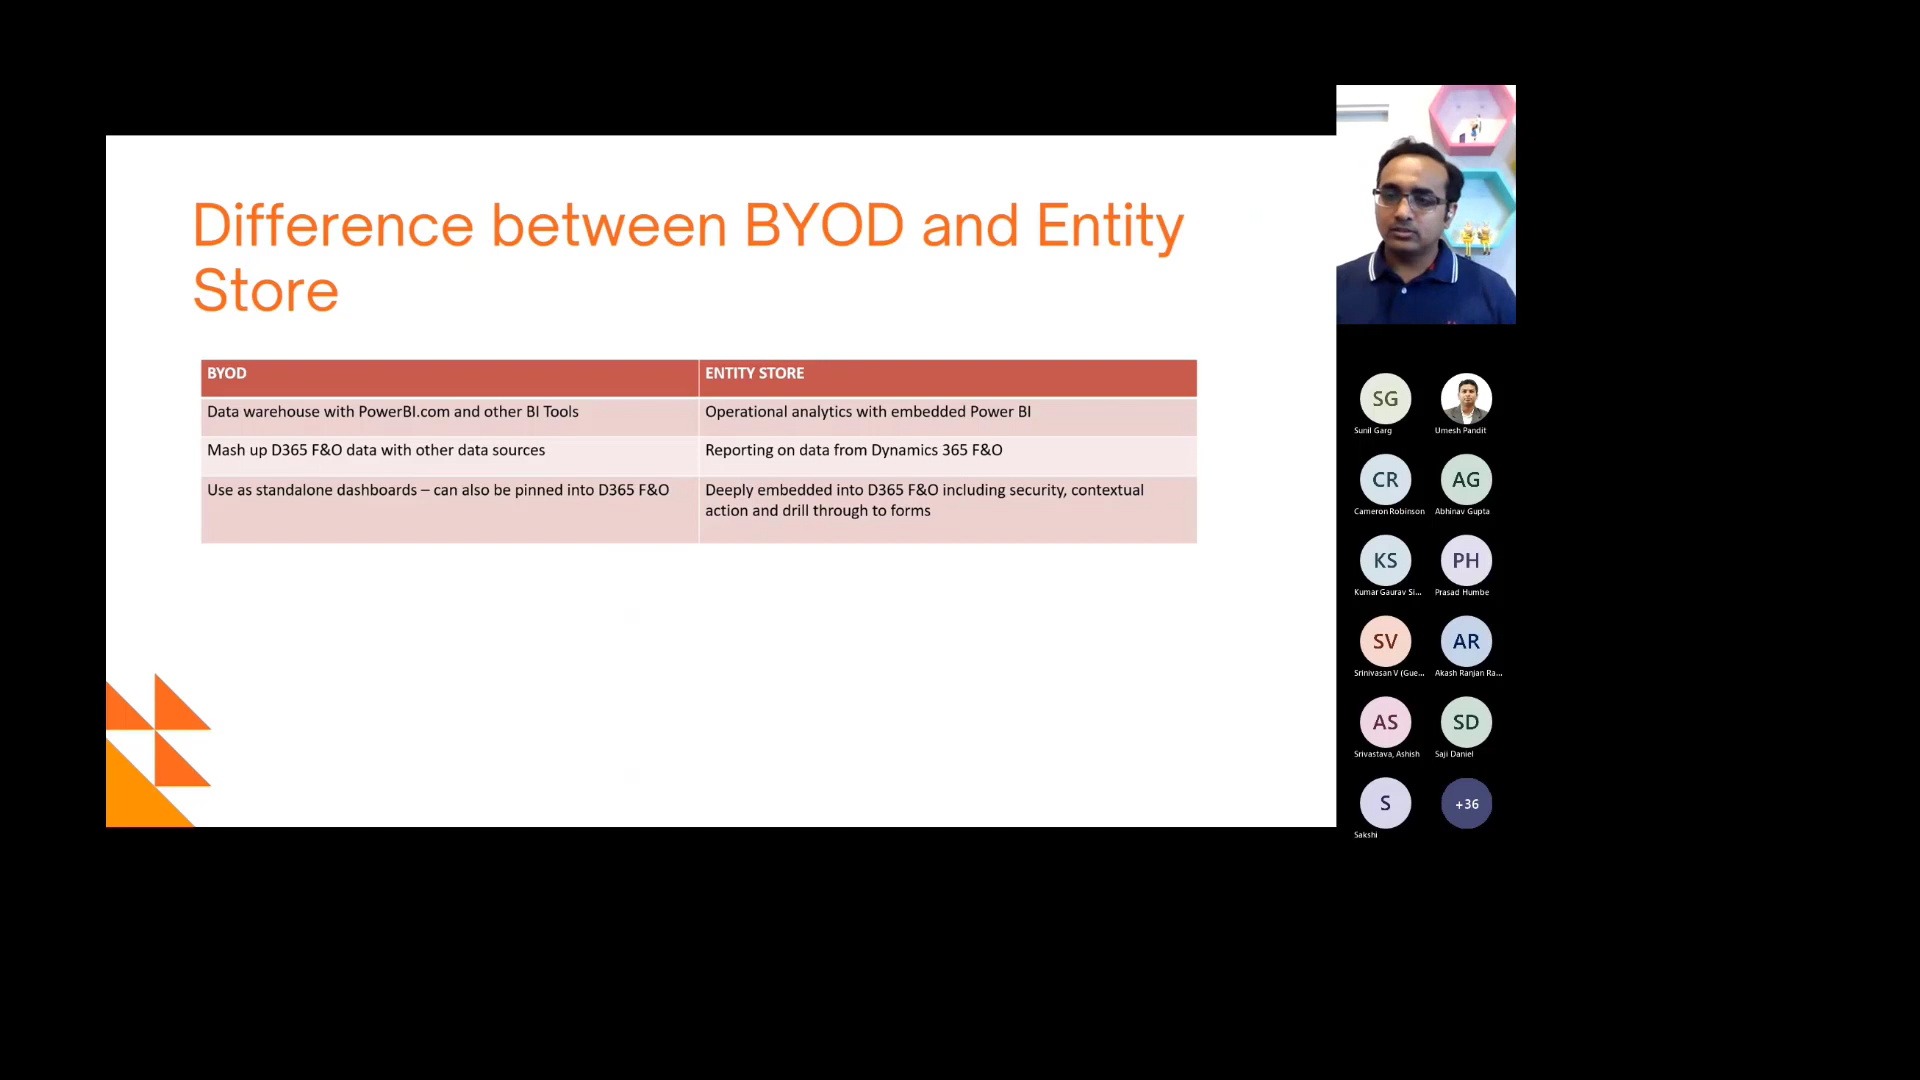 Difference between BYOD and Entity
Store
BYOD
ENTITY STORE
Data warehouse with PowerBI.com and other BI Tools
Operational analytics with embedded Power BI
Mash up D365 F&O data with other data sources
Reporting on data from Dynamics 365 F&O
Use as standalone dashboards – can also be pinned into D365 F&O
Deeply embedded into D365 F&O including security, contextual
action and drill through to forms
SG
Sunil Garg
Umesh Pandit
CR
Cameron Robinson
AG
Abhinav Gupta
KS
Kumar Gaurav Si...
PH
Prasad Humbe
SV
Srinivasan V (Gue...
AR
Akash Ranjan Ra...
AS
Srivastava, Ashish
SD
Saji Daniel
S
Sakshi
+36